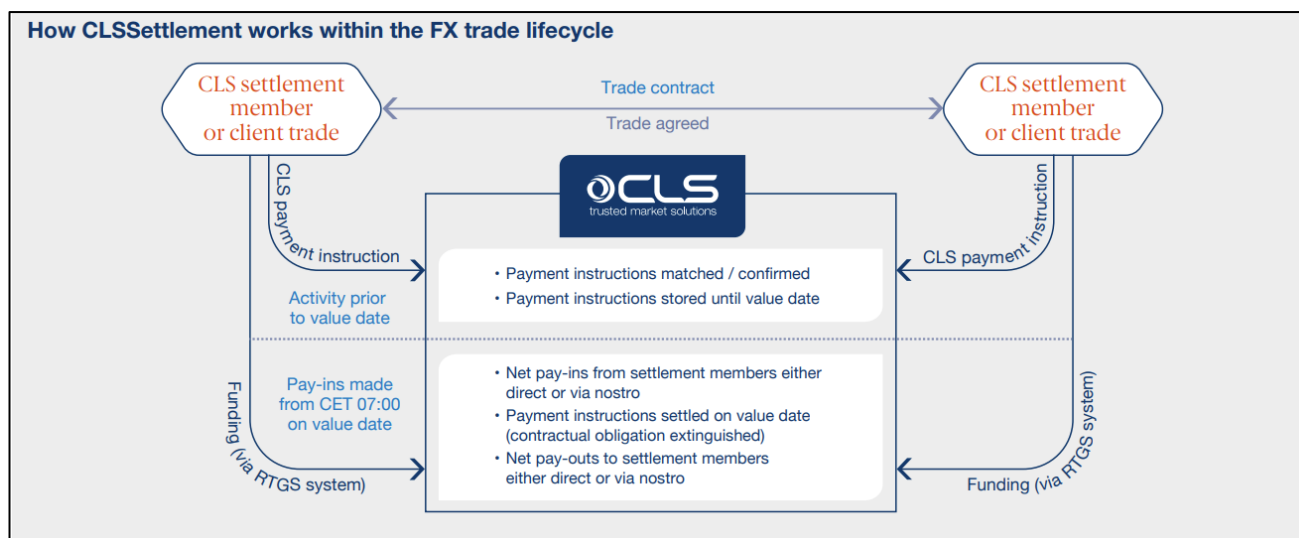 How CLSSettlement works within the FX trade lifecycle
CLS settlement
member
or client trade
Trade contract
Trade agreed
CLS settlement
member
or client trade
CLS payment instruction
CLS
trusted market solutions
CLS payment instruction
• Payment instructions matched / confirmed
• Payment instructions stored until value date
Activity prior
to value date
Pay-ins made
from CET 07:00
on value date
• Net pay-ins from settlement members either
direct or via nostro
• Payment instructions settled on value date
(contractual obligation extinguished)
• Net pay-outs to settlement members
either direct or via nostro
Funding (via RTGS system)
Funding (via RTGS system)